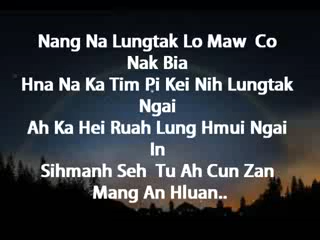 Nang Na Lungtak Lo Maw Co
Nak Bia
Hna Na Ka Tim Pi Kei Nih Lungtak
Ngai
Ah Ka Hei Ruah Lung Hmui Ngai
In
Sihmanh Seh Tu Ah Cun Zan
Mang An Hluan..